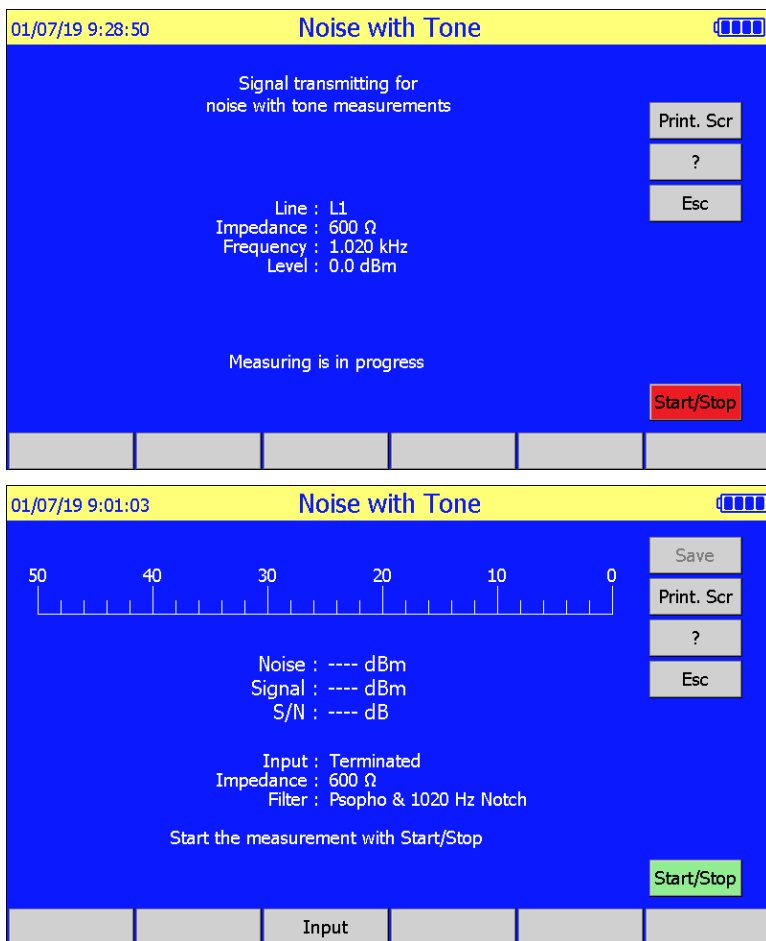 01/07/19 9:28:50 Noise with Tone
Signal transmitting for
noise with tone measurements
Print. Scr
?
Esc
Line : L1
Impedance : 600 Ω
Frequency : 1.020 kHz
Level : 0.0 dBm
Measuring is in progress
Start/Stop
01/07/19 9:01:03 Noise with Tone
Save
50 40 30 20 10 0
Print. Scr
?
Noise : ---- dBm
Esc
Signal : ---- dBm
S/N : ---- dB
Input : Terminated
Impedance : 600 Ω
Filter : Psopho & 1020 Hz Notch
Start the measurement with Start/Stop
Start/Stop
Input